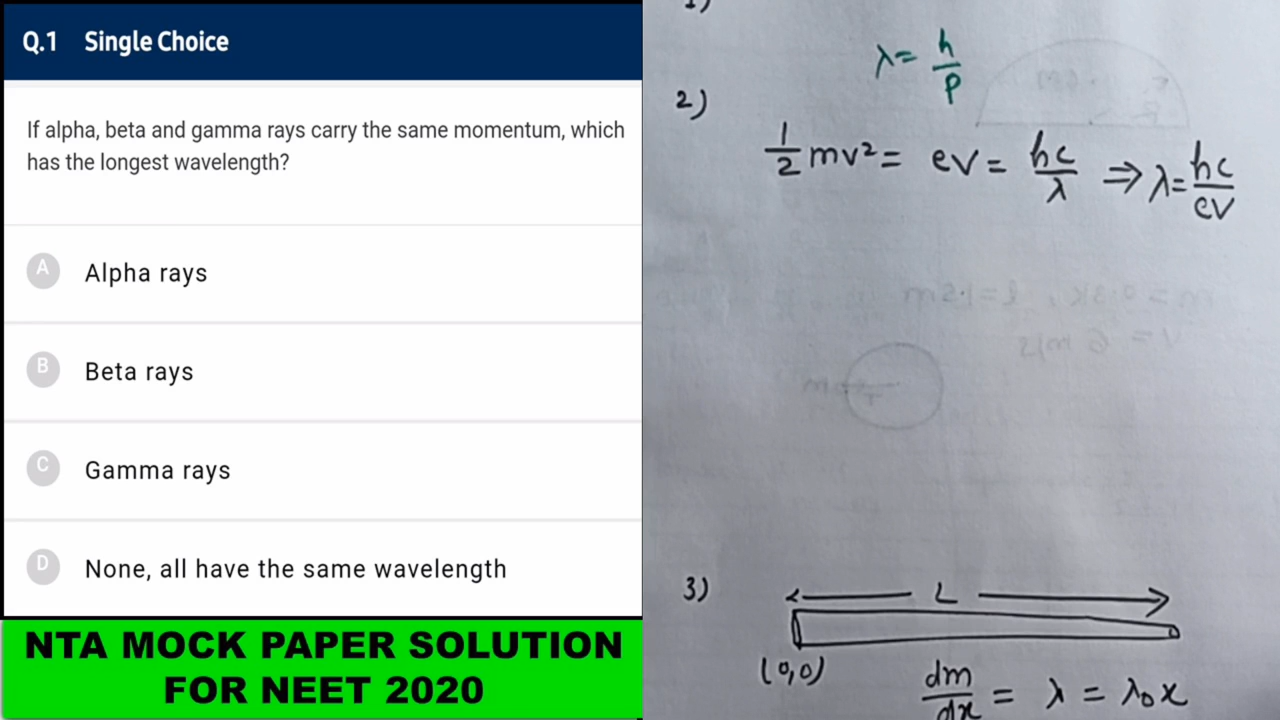 Q.1 Single Choice
If alpha, beta and gamma rays carry the same momentum, which
has the longest wavelength?
A Alpha rays
B Beta rays
C Gamma rays
D None, all have the same wavelength
NTA MOCK PAPER SOLUTION
FOR NEET 2020
1)
λ = h/p
2)
1/2 mv² = eV = hc/λ ⇒ λ = hc/eV
3)
L
(0,0)
dm/dx = λ = λ₀x